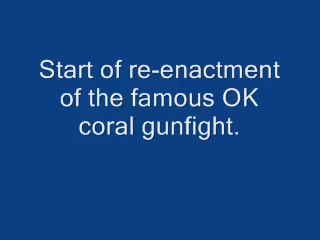 Start of re-enactment
of the famous OK
coral gunfight.